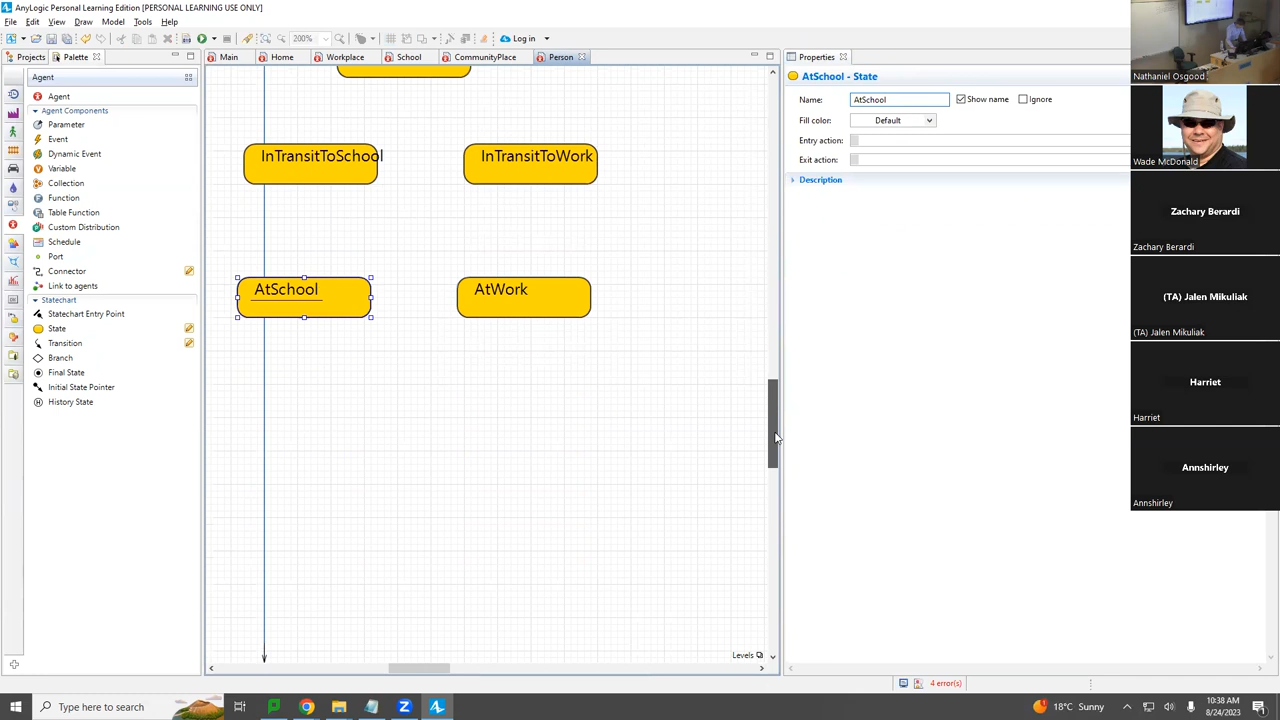 AnyLogic Personal Learning Edition [PERSONAL LEARNING USE ONLY]
File Edit View Draw Model Tools Help
200% Log in
Projects Palette
Main Home Workplace School CommunityPlace Person
Properties
Agent
AtSchool - State
Agent
Name: AtSchool Show name Ignore
Agent Components
Fill color: Default
Parameter
Entry action:
Event
Exit action:
Dynamic Event
Description
Variable
Collection
Function
Table Function
Custom Distribution
Schedule
Port
Connector
Link to agents
Statechart
Statechart Entry Point
State
Transition
Branch
Final State
Initial State Pointer
History State
InTransitToSchool
InTransitToWork
AtSchool
AtWork
Levels
4 error(s)
Nathaniel Osgood
Wade McDonald
Zachary Berardi
Zachary Berardi
(TA) Jalen Mikuliak
(TA) Jalen Mikuliak
Harriet
Harriet
Annshirley
Annshirley
Type here to search
18°C Sunny
10:38 AM
8/24/2023
1